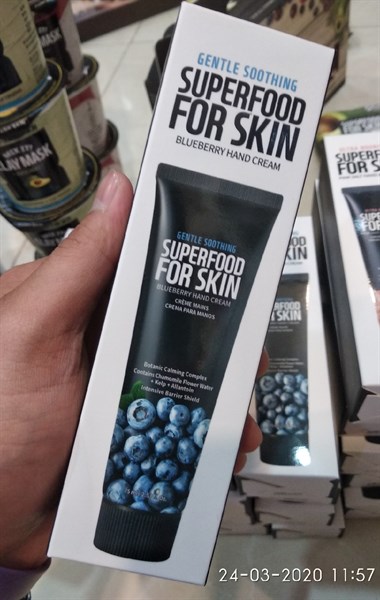 GENTLE SOOTHING
SUPERFOOD
FOR SKIN
BLUEBERRY HAND CREAM
GENTLE SOOTHING
SUPERFOOD
FOR SKIN
BLUEBERRY HAND CREAM
CRÈME MAINS
CREMA PARA MANOS
Botanic Calming Complex
Contains Chamomile Flower Water
+ Kelp + Allantoin
Intensive Barrier Shield
LAY MASK
24-03-2020 11:57